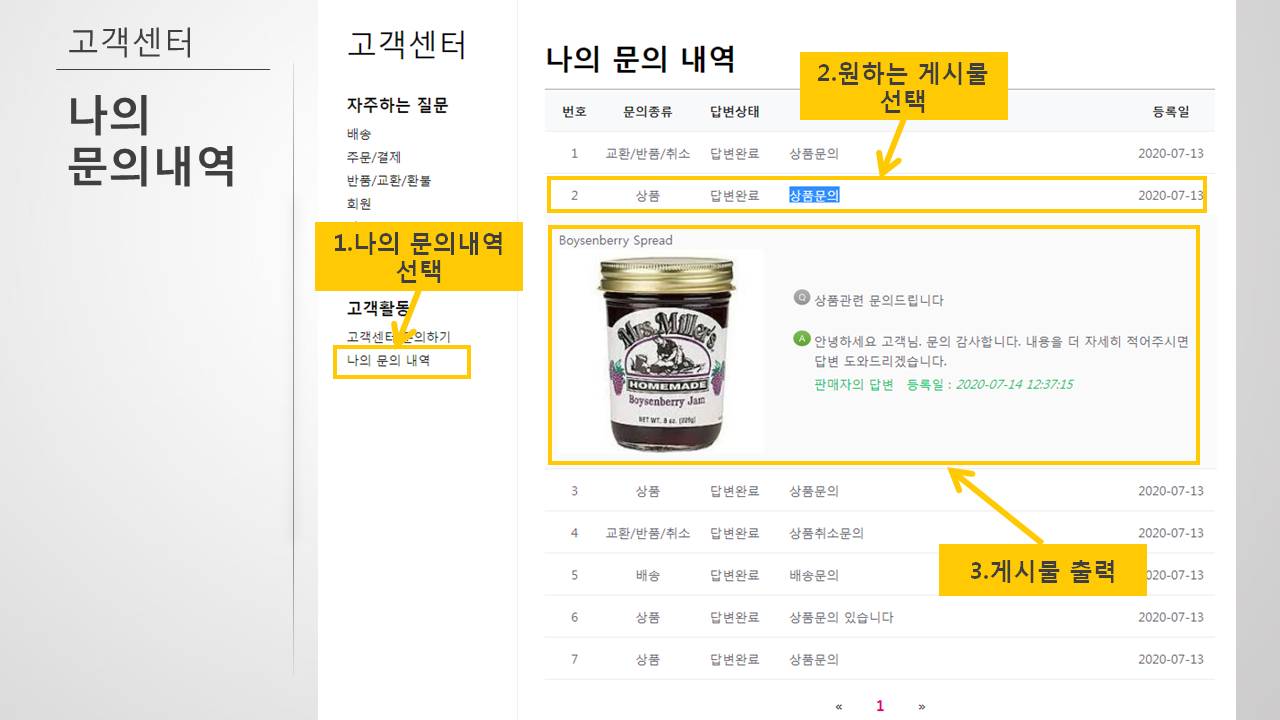 고객센터
나의
문의내역
고객센터
자주하는 질문
배송
주문/결제
반품/교환/환불
회원
1.나의 문의내역
선택
고객활동
고객센터 문의하기
나의 문의 내역
나의 문의 내역
2.원하는 게시물
선택
번호 문의종류 답변상태 등록일
1 교환/반품/취소 답변완료 상품문의 2020-07-13
2 상품 답변완료 상품문의 2020-07-13
Boysenberry Spread
Mrs. Miller's
HOMEMADE
Boysenberry Jam
NET WT. 8 oz. (226g)
Q 상품관련 문의드립니다
A 안녕하세요 고객님. 문의 감사합니다. 내용을 더 자세히 적어주시면
답변 도와드리겠습니다.
판매자의 답변 등록일 : 2020-07-14 12:37:15
3 상품 답변완료 상품문의 2020-07-13
4 교환/반품/취소 답변완료 상품취소문의 2020-07-13
3.게시물 출력
5 배송 답변완료 배송문의 2020-07-13
6 상품 답변완료 상품문의 있습니다 2020-07-13
7 상품 답변완료 상품문의 2020-07-13
« 1 »